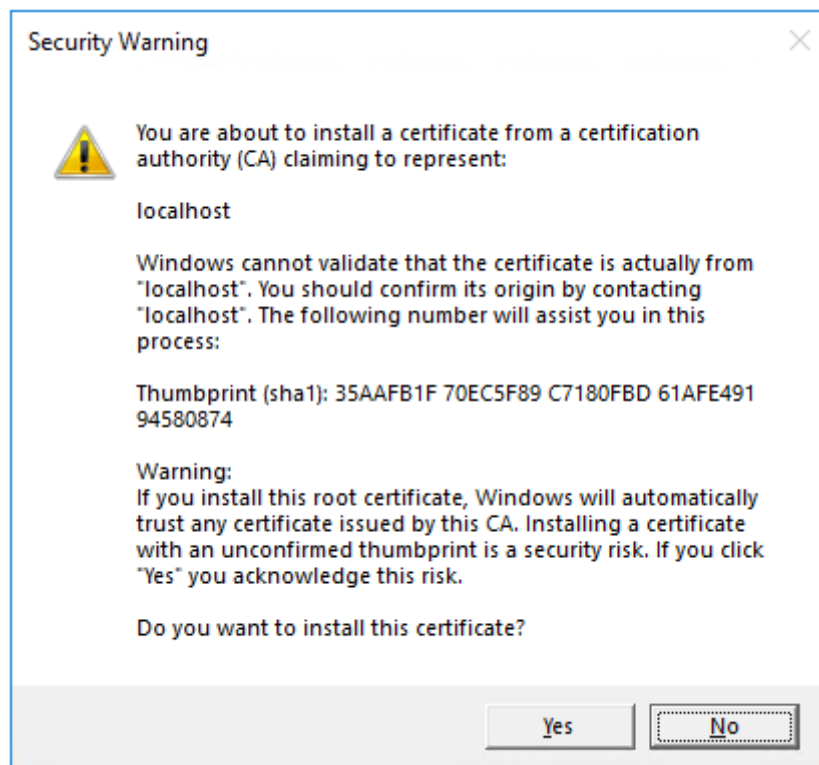 Security Warning
You are about to install a certificate from a certification
authority (CA) claiming to represent:
localhost
Windows cannot validate that the certificate is actually from
"localhost". You should confirm its origin by contacting
"localhost". The following number will assist you in this
process:
Thumbprint (sha1): 35AAFB1F 70EC5F89 C7180FBD 61AFE491
94580874
Warning:
If you install this root certificate, Windows will automatically
trust any certificate issued by this CA. Installing a certificate
with an unconfirmed thumbprint is a security risk. If you click
"Yes" you acknowledge this risk.
Do you want to install this certificate?
Yes No